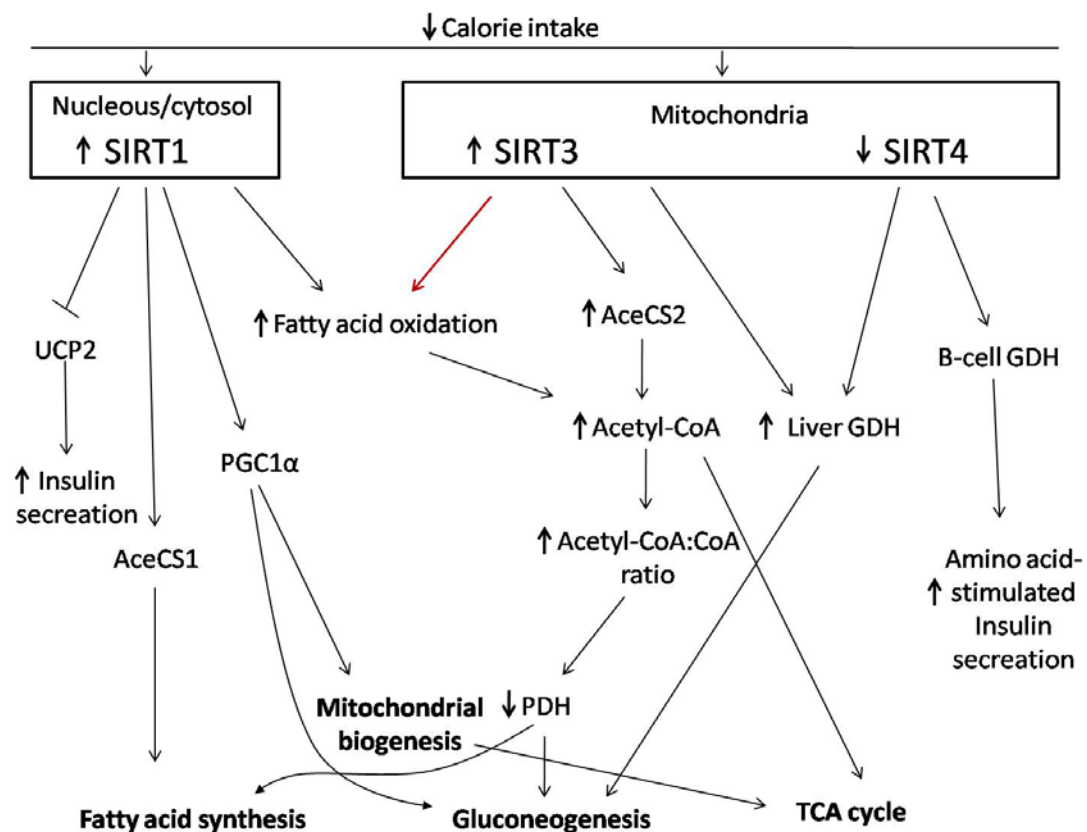 ↓ Calorie intake
Nucleous/cytosol
↑ SIRT1
Mitochondria
↑ SIRT3
↓ SIRT4
↑ Fatty acid oxidation
↑ AceCS2
UCP2
B-cell GDH
↑ Acetyl-CoA
↑ Liver GDH
PGC1α
↑ Insulin
secreation
AceCS1
↑ Acetyl-CoA:CoA
ratio
Amino acid-
↑ stimulated
Insulin
secreation
Mitochondrial
biogenesis
↓ PDH
Fatty acid synthesis
Gluconeogenesis
TCA cycle